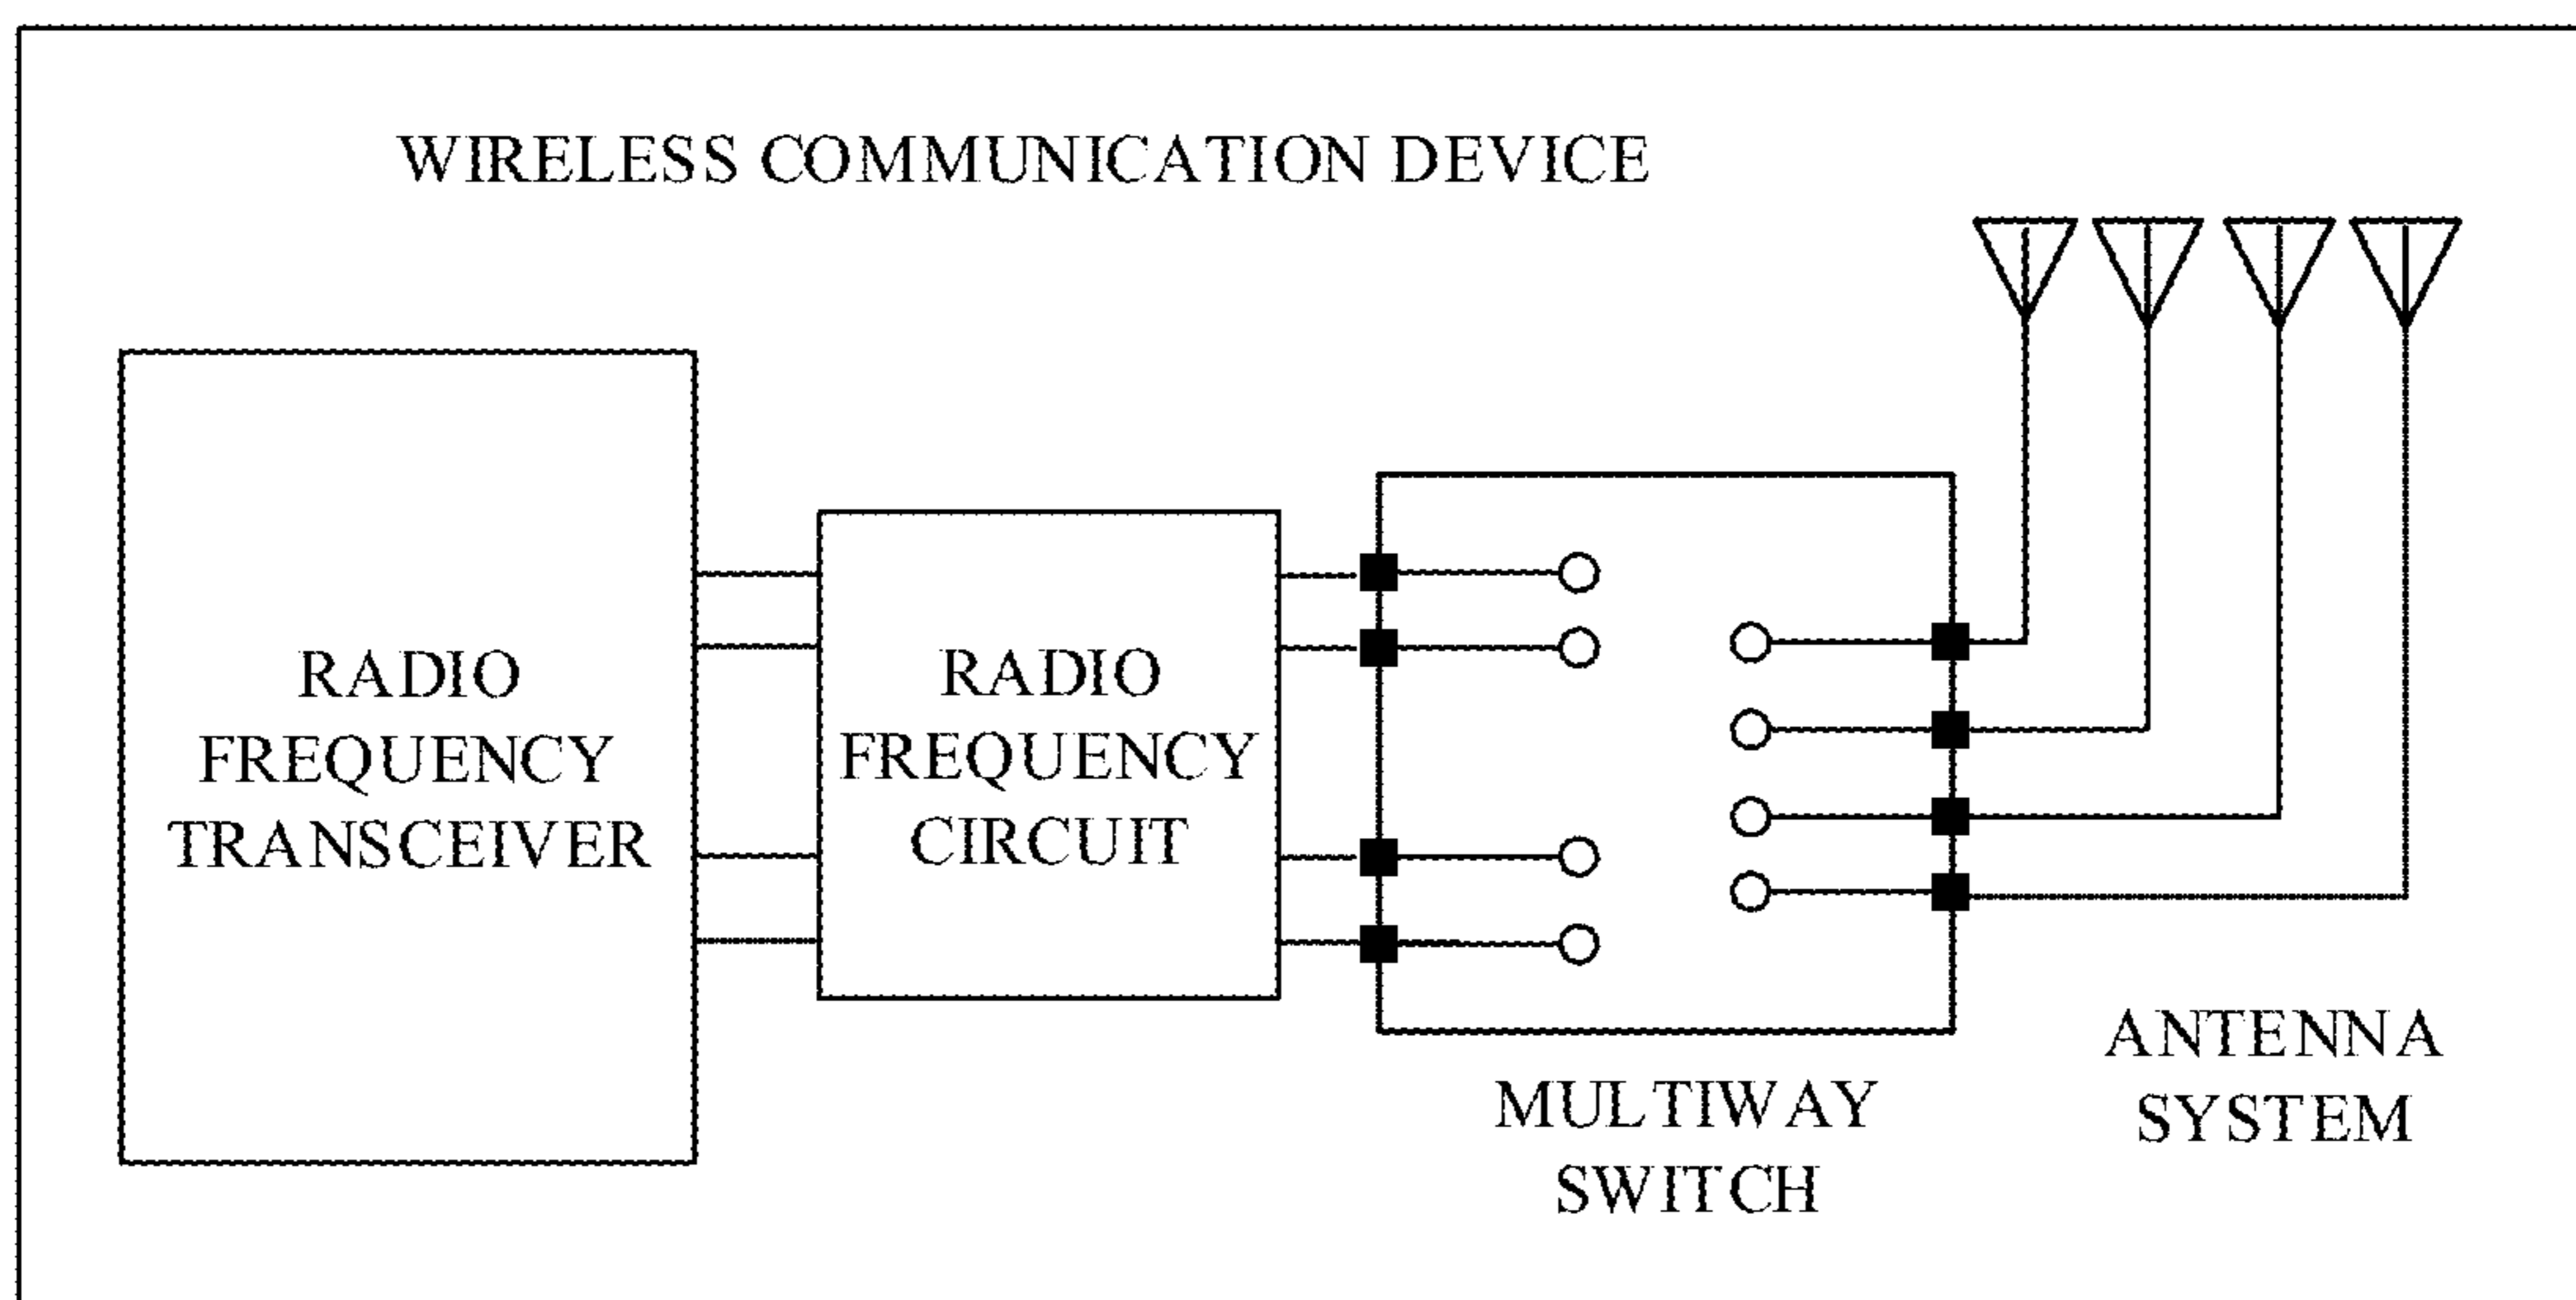 WIRELESS COMMUNICATION DEVICE
RADIO
FREQUENCY
TRANSCEIVER
RADIO
FREQUENCY
CIRCUIT
MULTIWAY
SWITCH
ANTENNA
SYSTEM